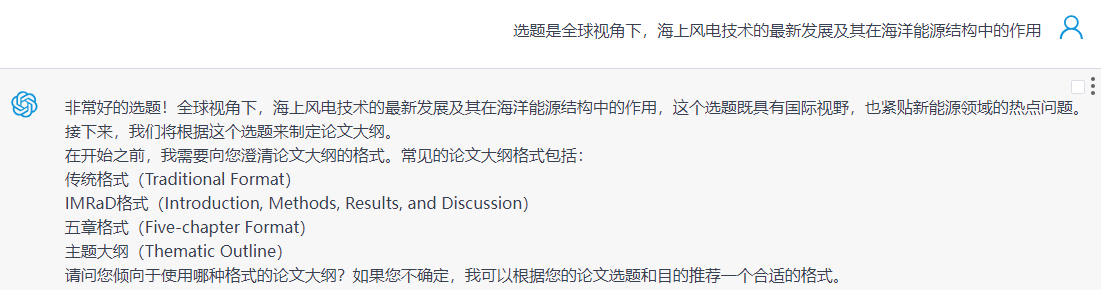 选题是全球视角下，海上风电技术的最新发展及其在海洋能源结构中的作用
非常好的选题！全球视角下，海上风电技术的最新发展及其在海洋能源结构中的作用，这个选题既具有国际视野，也紧贴新能源领域的热点问题。
接下来，我们将根据这个选题来制定论文大纲。
在开始之前，我需要向您澄清论文大纲的格式。常见的论文大纲格式包括：
传统格式（Traditional Format）
IMRaD格式（Introduction, Methods, Results, and Discussion）
五章格式（Five-chapter Format）
主题大纲（Thematic Outline）
请问您倾向于使用哪种格式的论文大纲？如果您不确定，我可以根据您的论文选题和目的推荐一个合适的格式。